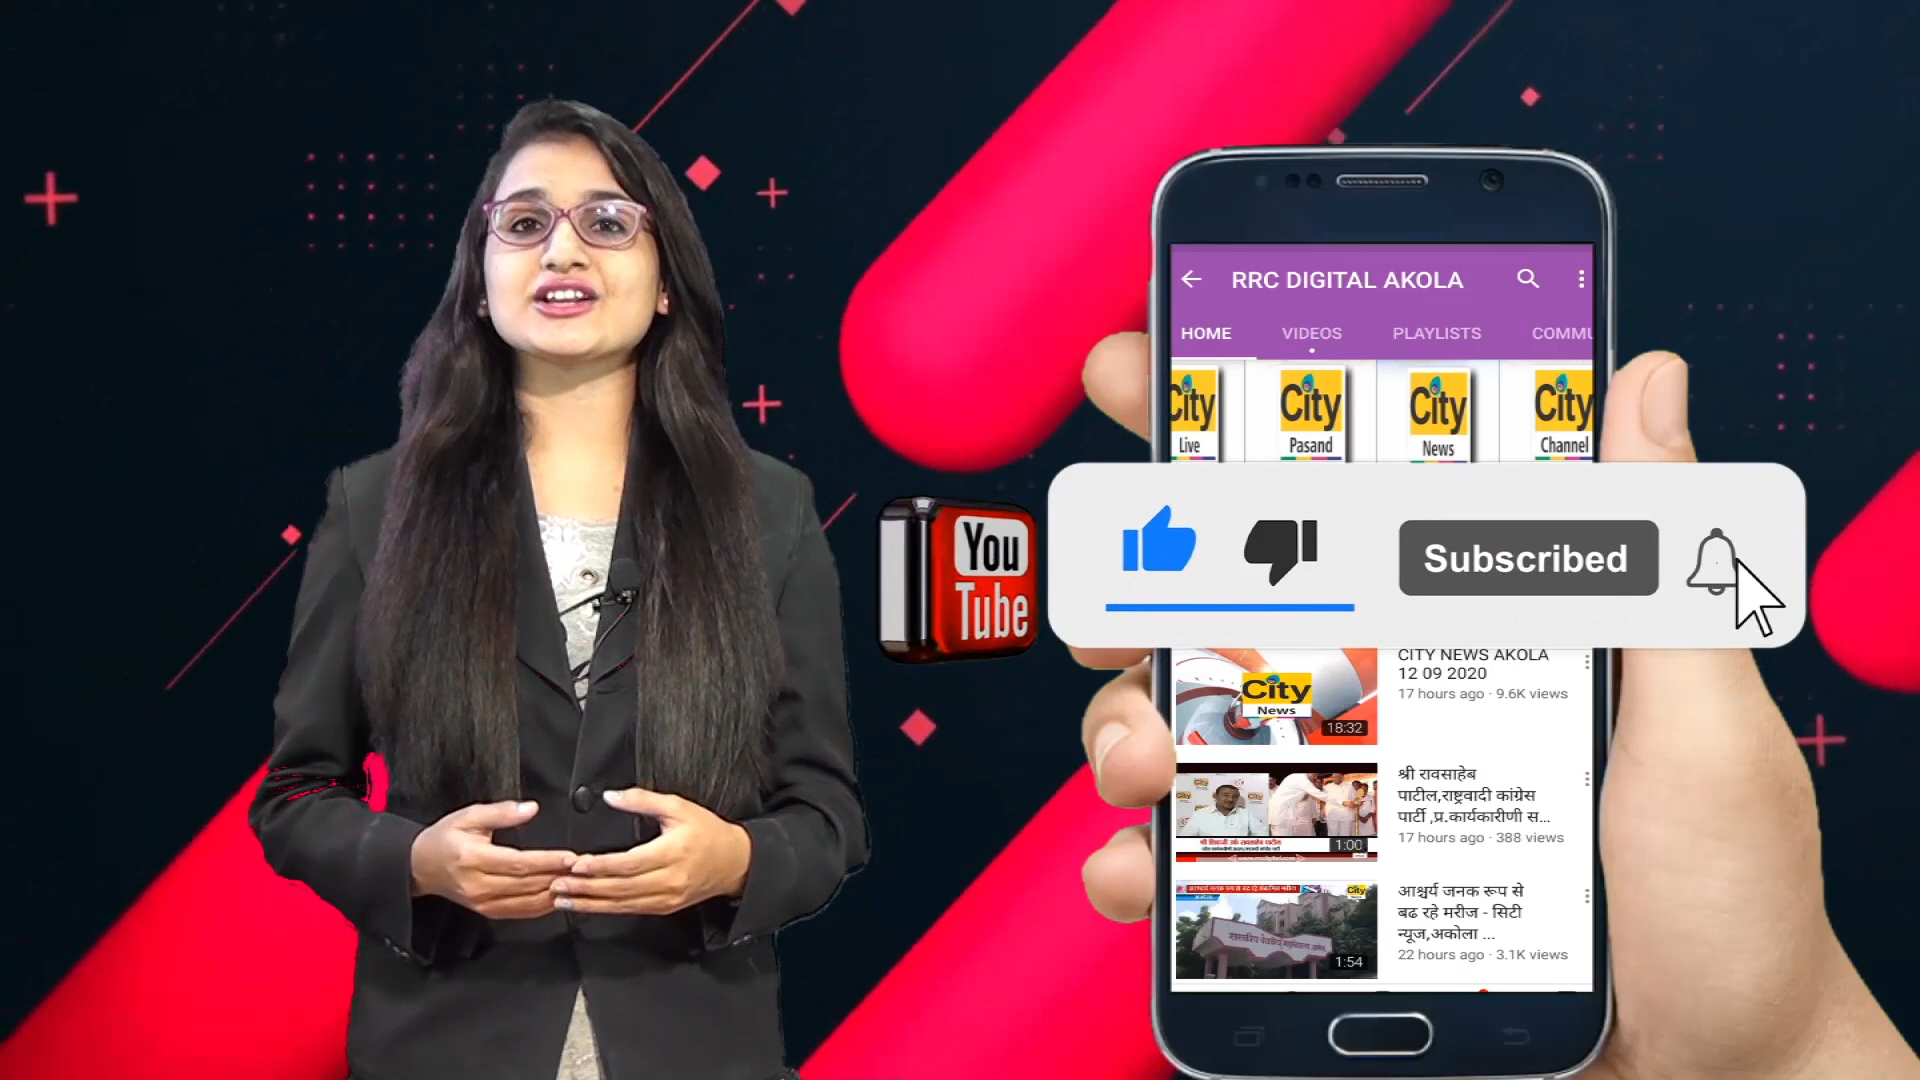 RRC DIGITAL AKOLA
HOME VIDEOS PLAYLISTS COMMU
City Live
City Pasand
City News
City Channel
You
Tube
Subscribed
CITY NEWS AKOLA
12 09 2020
17 hours ago · 9.6K views
City
News
18:32
श्री रावसाहेब
पाटील,राष्ट्रवादी कांग्रेस
पार्टी ,प्र.कार्यकारीणी स...
17 hours ago · 388 views
1:00
आश्चर्य जनक रूप से
बढ रहे मरीज - सिटी
न्यूज,अकोला ...
22 hours ago · 3.1K views
City
1:54